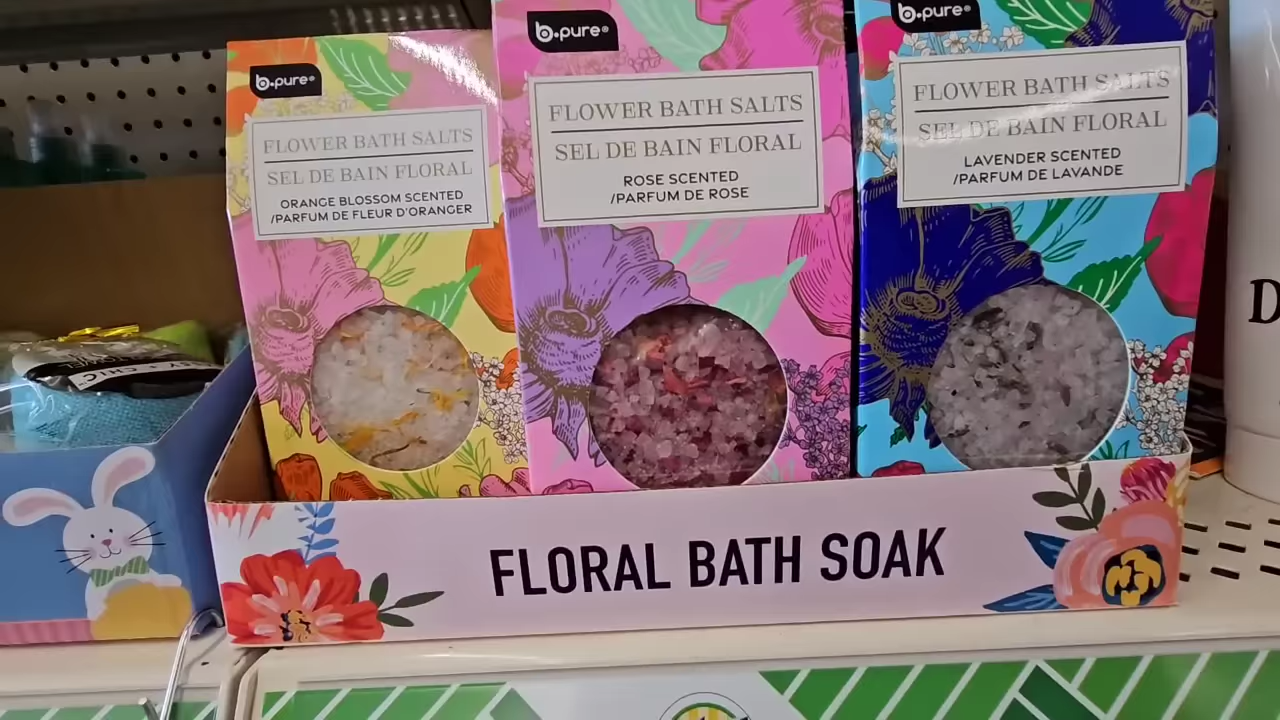 b.pure®
FLOWER BATH SALTS
SEL DE BAIN FLORAL
ORANGE BLOSSOM SCENTED
/PARFUM DE FLEUR D'ORANGER
b.pure®
FLOWER BATH SALTS
SEL DE BAIN FLORAL
ROSE SCENTED
/PARFUM DE ROSE
b.pure®
FLOWER BATH SALTS
SEL DE BAIN FLORAL
LAVENDER SCENTED
/PARFUM DE LAVANDE
+ CHIC
D
FLORAL BATH SOAK